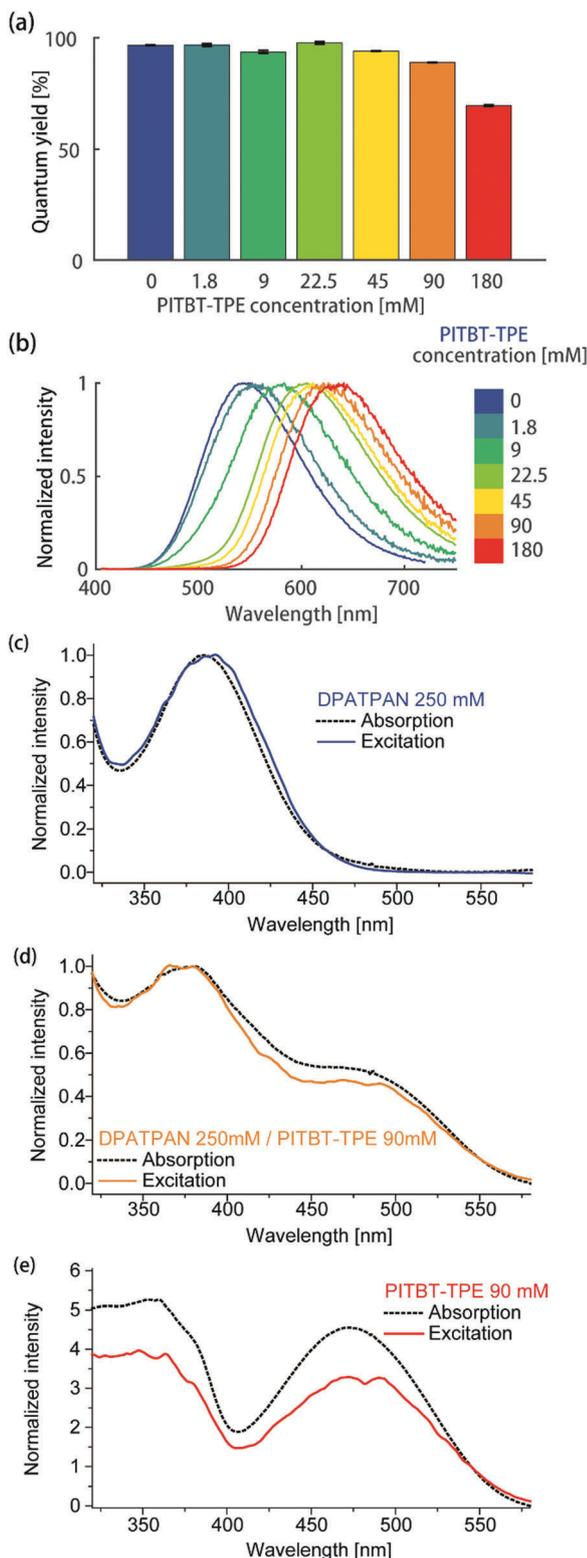 (a)
Quantum yield [%]
100
50
0
0 1.8 9 22.5 45 90 180
PITBT-TPE concentration [mM]
(b)
PITBT-TPE
concentration [mM]
Normalized intensity
1
0.5
0
0
1.8
9
22.5
45
90
180
400 500 600 700
Wavelength [nm]
(c)
Normalized intensity
1.0
0.8
0.6
0.4
0.2
0.0
DPATPAN 250 mM
Absorption
Excitation
350 400 450 500 550
Wavelength [nm]
(d)
Normalized intensity
1.0
0.8
0.6
0.4
0.2
0.0
DPATPAN 250mM / PITBT-TPE 90mM
Absorption
Excitation
350 400 450 500 550
Wavelength [nm]
(e)
Normalized intensity
6
5
4
3
2
1
0
PITBT-TPE 90 mM
Absorption
Excitation
350 400 450 500 550
Wavelength [nm]